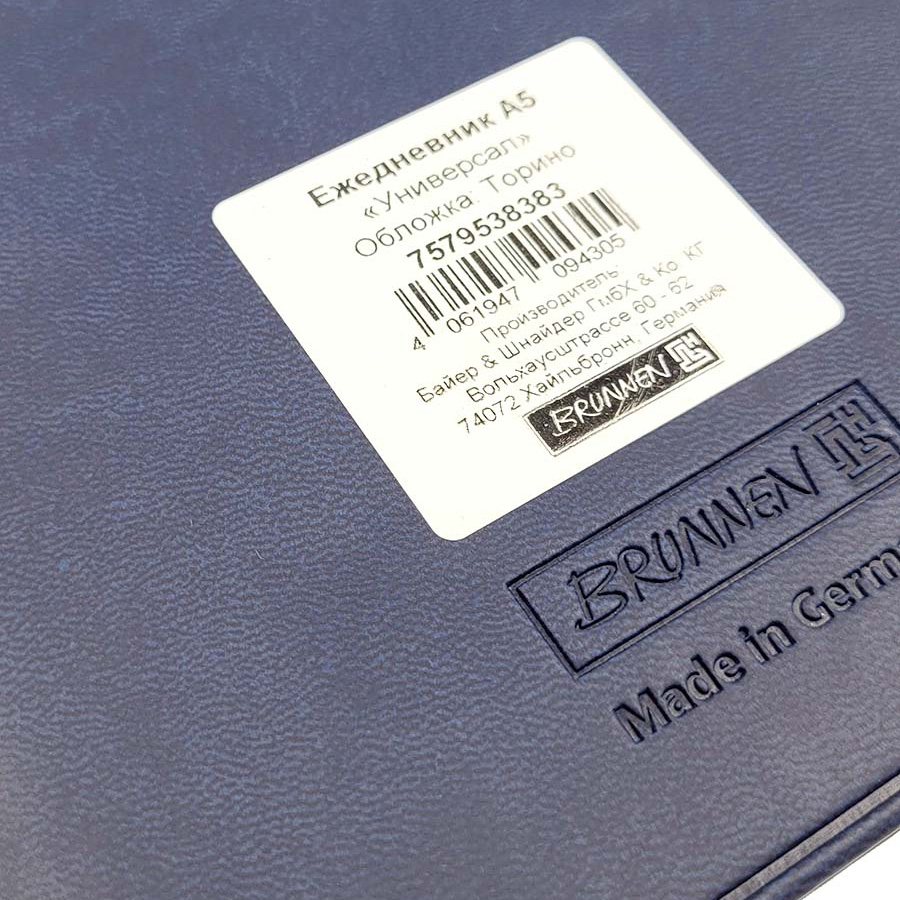 Ежедневник А5
«Универсал»
Обложка: Торино
7579538383
4 061947 094305
Производитель:
Байер & Шнайдер ГмбХ & Ко. КГ
Вольхаусштрассе 60 - 62
74072 Хайльбронн, Германия
BRUNNEN
BRUNNEN
Made in Germ